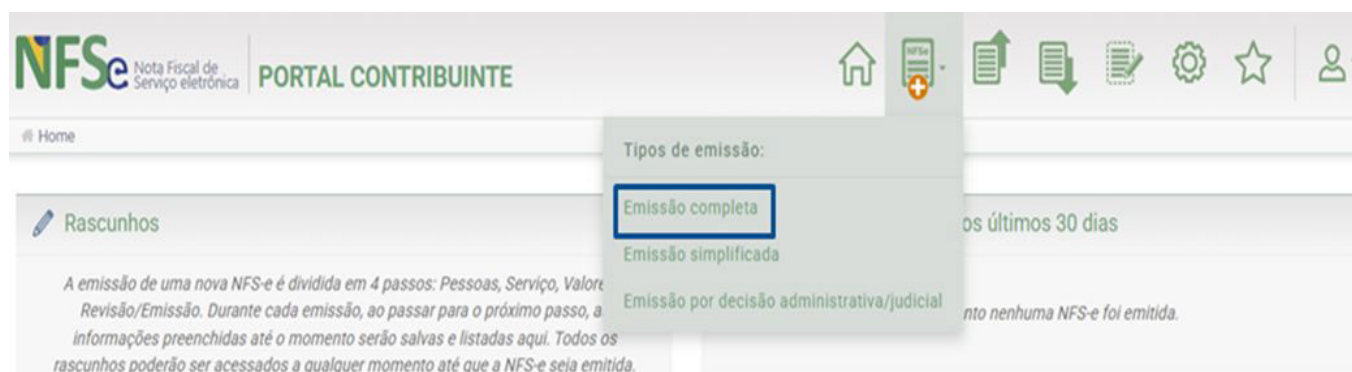 NFSe Nota Fiscal de
Serviço eletrônica
PORTAL CONTRIBUINTE
NFSe
Home
Tipos de emissão:
Emissão completa
Emissão simplificada
Emissão por decisão administrativa/judicial
Rascunhos
A emissão de uma nova NFS-e é dividida em 4 passos: Pessoas, Serviço,
Revisão/Emissão. Durante cada emissão, ao passar para o próximo passo,
informações preenchidas até o momento serão salvas e listadas aqui. Todos os
rascunhos poderão ser acessados a qualquer momento até que a NFS-e seja emitida.
os últimos 30 dias
nenhuma NFS-e foi emitida.